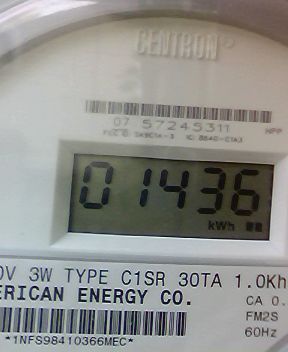 CENTRON®
07 57245311
HPP
01436
kWh
0V 3W TYPE C1SR 30TA 1.0Kh
ERICAN ENERGY CO.
CA 0.
FM2S
60Hz
*1NFS98410366MEC*